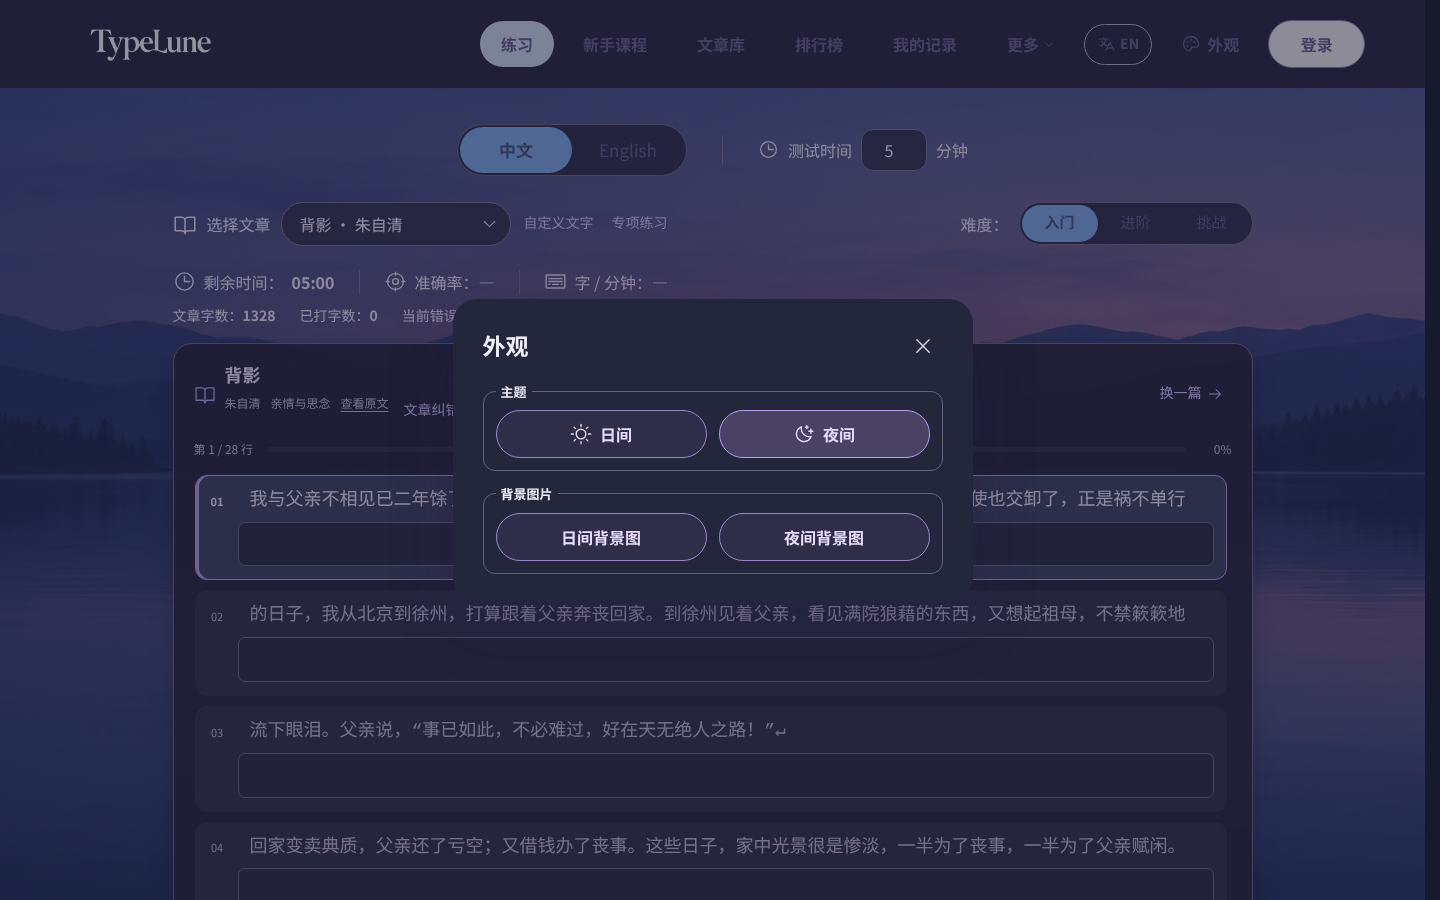 TypeLune
练习
新手课程
文章库
排行榜
我的记录
更多
EN
外观
登录
中文
English
测试时间
5
分钟
选择文章
背影 · 朱自清
自定义文字
专项练习
难度：
入门
进阶
挑战
剩余时间： 05:00
准确率：—
字 / 分钟：—
文章字数：1328
已打字数：0
当前错误
外观
主题
日间
夜间
背景图片
日间背景图
夜间背景图
背影
朱自清 亲情与思念 查看原文
文章纠错
换一篇 →
第 1 / 28 行
0%
01 我与父亲不相见已二年馀
使也交卸了，正是祸不单行
02 的日子，我从北京到徐州，打算跟着父亲奔丧回家。到徐州见着父亲，看见满院狼藉的东西，又想起祖母，不禁簌簌地
03 流下眼泪。父亲说，“事已如此，不必难过，好在天无绝人之路！”↵
04 回家变卖典质，父亲还了亏空；又借钱办了丧事。这些日子，家中光景很是惨淡，一半为了丧事，一半为了父亲赋闲。